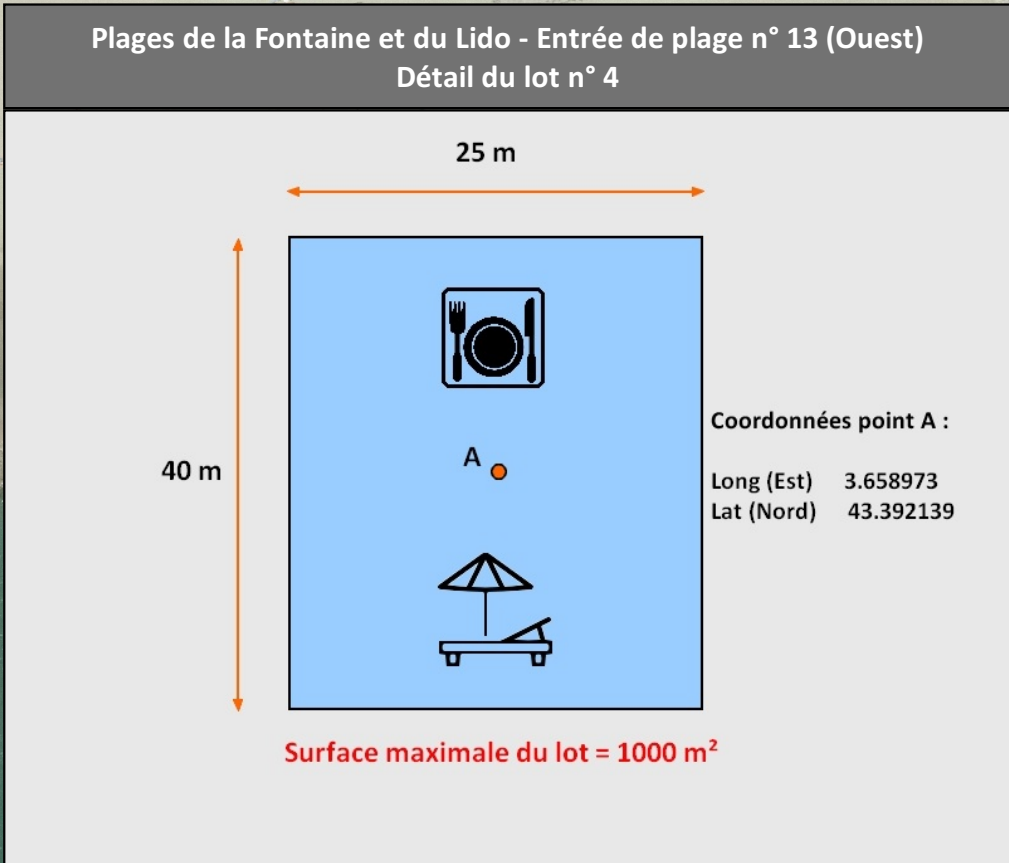 Plages de la Fontaine et du Lido - Entrée de plage n° 13 (Ouest)
Détail du lot n° 4
25 m
40 m
A
Coordonnées point A :
Long (Est) 3.658973
Lat (Nord) 43.392139
Surface maximale du lot = 1000 m²